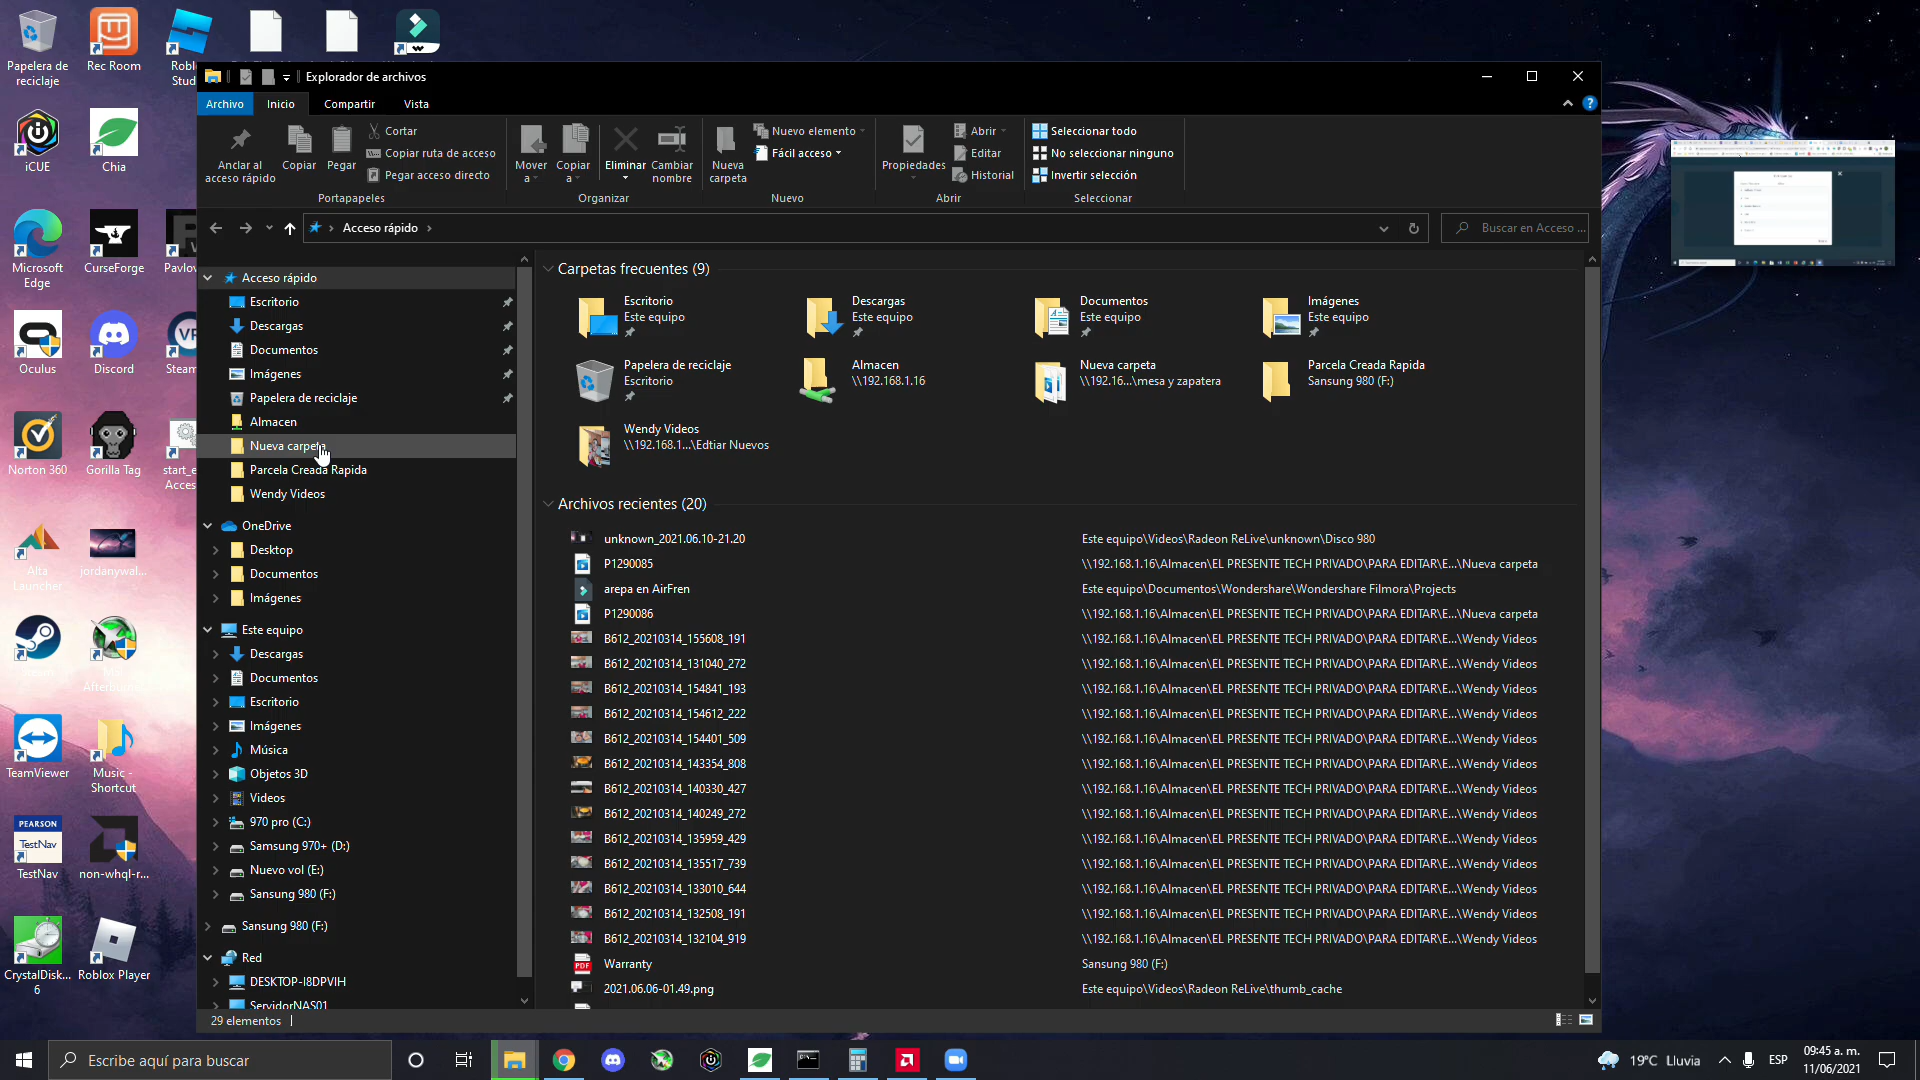 Papelera de reciclaje
Rec Room
iCUE
Chia
Microsoft Edge
CurseForge
Oculus
Discord
Norton 360
Gorilla Tag
Alta Launcher
jordanywal...
Steam
TeamViewer
Music - Shortcut
PEARSON
TestNav
TestNav
non-whql-r...
CrystalDisk... 6
Roblox Player
Explorador de archivos
Archivo Inicio Compartir Vista
Anclar al acceso rápido
Copiar
Pegar
Cortar
Copiar ruta de acceso
Pegar acceso directo
Portapapeles
Mover a
Copiar a
Eliminar
Cambiar nombre
Organizar
Nueva carpeta
Nuevo elemento
Fácil acceso
Nuevo
Propiedades
Abrir
Editar
Historial
Abrir
Seleccionar todo
No seleccionar ninguno
Invertir selección
Seleccionar
Acceso rápido
Buscar en Acceso ...
Acceso rápido
Escritorio
Descargas
Documentos
Imágenes
Papelera de reciclaje
Almacen
Nueva carpeta
Parcela Creada Rapida
Wendy Videos
OneDrive
Desktop
Documentos
Imágenes
Este equipo
Descargas
Documentos
Escritorio
Imágenes
Música
Objetos 3D
Videos
970 pro (C:)
Samsung 970+ (D:)
Nuevo vol (E:)
Sansung 980 (F:)
Sansung 980 (F:)
Red
DESKTOP-I8DPVIH
ServidorNAS01
Carpetas frecuentes (9)
Escritorio
Este equipo
Descargas
Este equipo
Documentos
Este equipo
Imágenes
Este equipo
Papelera de reciclaje
Escritorio
Almacen
\\192.168.1.16
Nueva carpeta
\\192.16...\mesa y zapatera
Parcela Creada Rapida
Sansung 980 (F:)
Wendy Videos
\\192.168.1...\Edtiar Nuevos
Archivos recientes (20)
unknown_2021.06.10-21.20 Este equipo\Videos\Radeon ReLive\unknown\Disco 980
P1290085 \\192.168.1.16\Almacen\EL PRESENTE TECH PRIVADO\PARA EDITAR\E...\Nueva carpeta
arepa en AirFren Este equipo\Documentos\Wondershare\Wondershare Filmora\Projects
P1290086 \\192.168.1.16\Almacen\EL PRESENTE TECH PRIVADO\PARA EDITAR\E...\Nueva carpeta
B612_20210314_155608_191 \\192.168.1.16\Almacen\EL PRESENTE TECH PRIVADO\PARA EDITAR\E...\Wendy Videos
B612_20210314_131040_272 \\192.168.1.16\Almacen\EL PRESENTE TECH PRIVADO\PARA EDITAR\E...\Wendy Videos
B612_20210314_154841_193 \\192.168.1.16\Almacen\EL PRESENTE TECH PRIVADO\PARA EDITAR\E...\Wendy Videos
B612_20210314_154612_222 \\192.168.1.16\Almacen\EL PRESENTE TECH PRIVADO\PARA EDITAR\E...\Wendy Videos
B612_20210314_154401_509 \\192.168.1.16\Almacen\EL PRESENTE TECH PRIVADO\PARA EDITAR\E...\Wendy Videos
B612_20210314_143354_808 \\192.168.1.16\Almacen\EL PRESENTE TECH PRIVADO\PARA EDITAR\E...\Wendy Videos
B612_20210314_140330_427 \\192.168.1.16\Almacen\EL PRESENTE TECH PRIVADO\PARA EDITAR\E...\Wendy Videos
B612_20210314_140249_272 \\192.168.1.16\Almacen\EL PRESENTE TECH PRIVADO\PARA EDITAR\E...\Wendy Videos
B612_20210314_135959_429 \\192.168.1.16\Almacen\EL PRESENTE TECH PRIVADO\PARA EDITAR\E...\Wendy Videos
B612_20210314_135517_739 \\192.168.1.16\Almacen\EL PRESENTE TECH PRIVADO\PARA EDITAR\E...\Wendy Videos
B612_20210314_133010_644 \\192.168.1.16\Almacen\EL PRESENTE TECH PRIVADO\PARA EDITAR\E...\Wendy Videos
B612_20210314_132508_191 \\192.168.1.16\Almacen\EL PRESENTE TECH PRIVADO\PARA EDITAR\E...\Wendy Videos
B612_20210314_132104_919 \\192.168.1.16\Almacen\EL PRESENTE TECH PRIVADO\PARA EDITAR\E...\Wendy Videos
Warranty Sansung 980 (F:)
2021.06.06-01.49.png Este equipo\Videos\Radeon ReLive\thumb_cache
29 elementos
Escribe aquí para buscar
19°C Lluvia
ESP
09:45 a. m.
11/06/2021